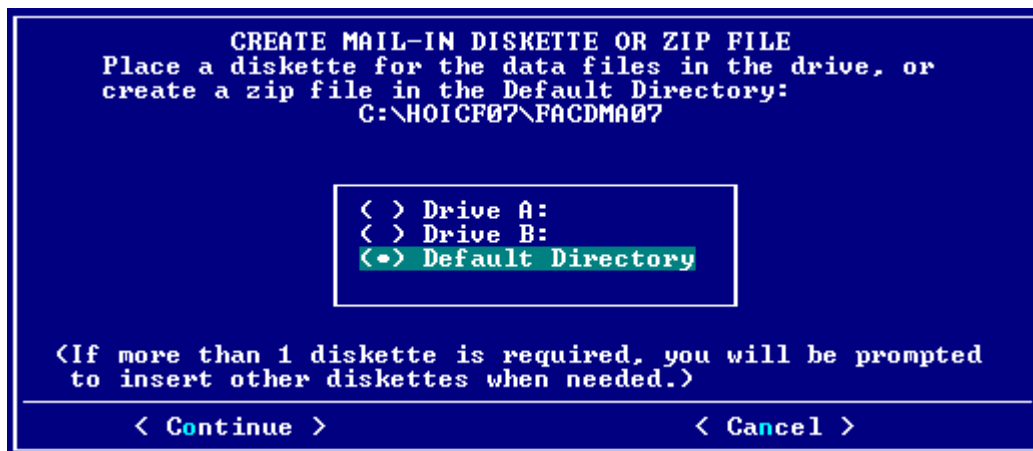 CREATE MAIL-IN DISKETTE OR ZIP FILE
Place a diskette for the data files in the drive, or
create a zip file in the Default Directory:
C:\HOICF07\FACDMA07
( ) Drive A:
( ) Drive B:
(•) Default Directory
(If more than 1 diskette is required, you will be prompted
to insert other diskettes when needed.)
< Continue >
< Cancel >